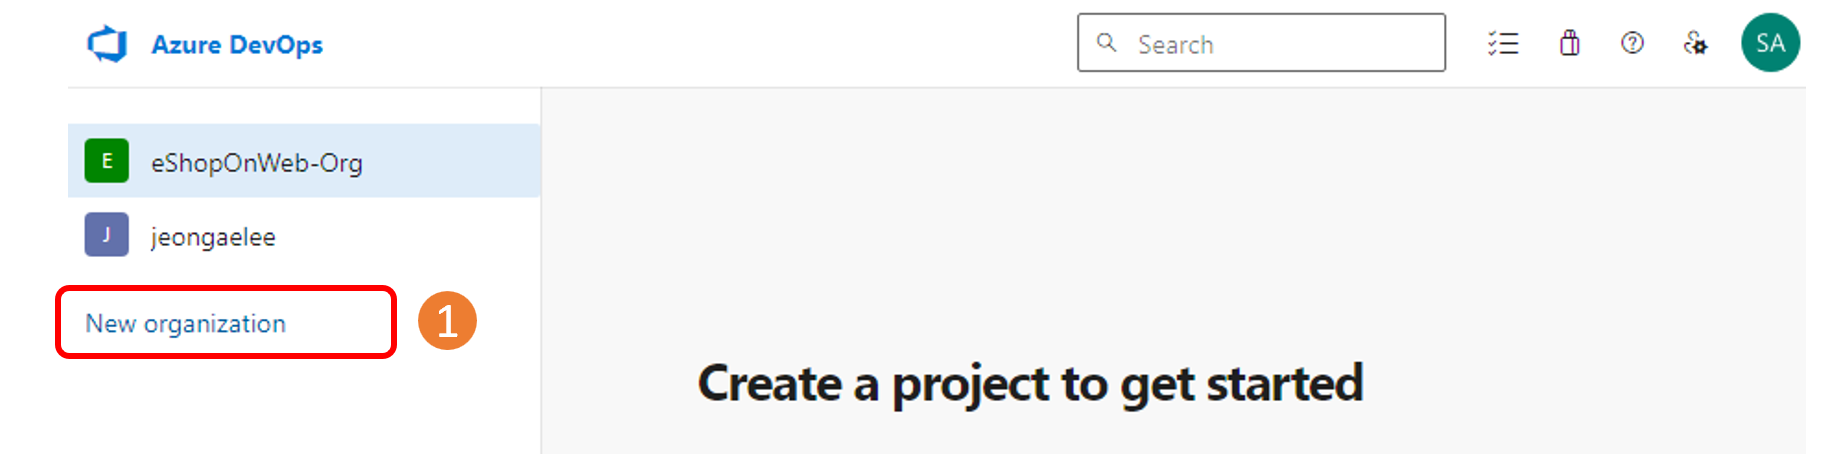 Azure DevOps
Search
SA
E eShopOnWeb-Org
J jeongaelee
New organization
1
Create a project to get started